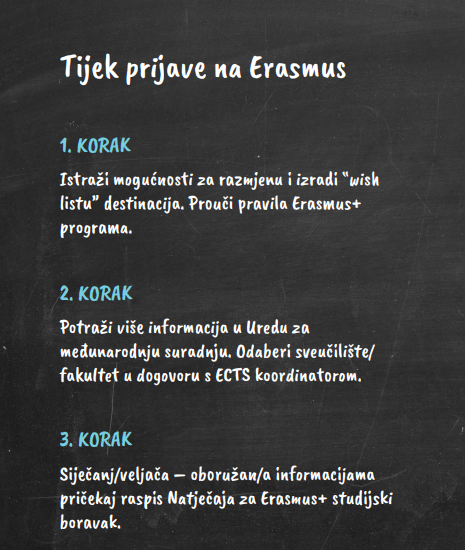 Tijek prijave na Erasmus
1. KORAK
Istraži mogućnosti za razmjenu i izradi "wish
listu" destinacija. Prouči pravila Erasmus+
programa.
2. KORAK
Potraži više informacija u Uredu za
međunarodnju suradnju. Odaberi sveučilište/
fakultet u dogovoru s ECTS koordinatorom.
3. KORAK
Siječanj/veljača – oboružan/a informacijama
pričekaj raspis Natječaja za Erasmus+ studijski
boravak.